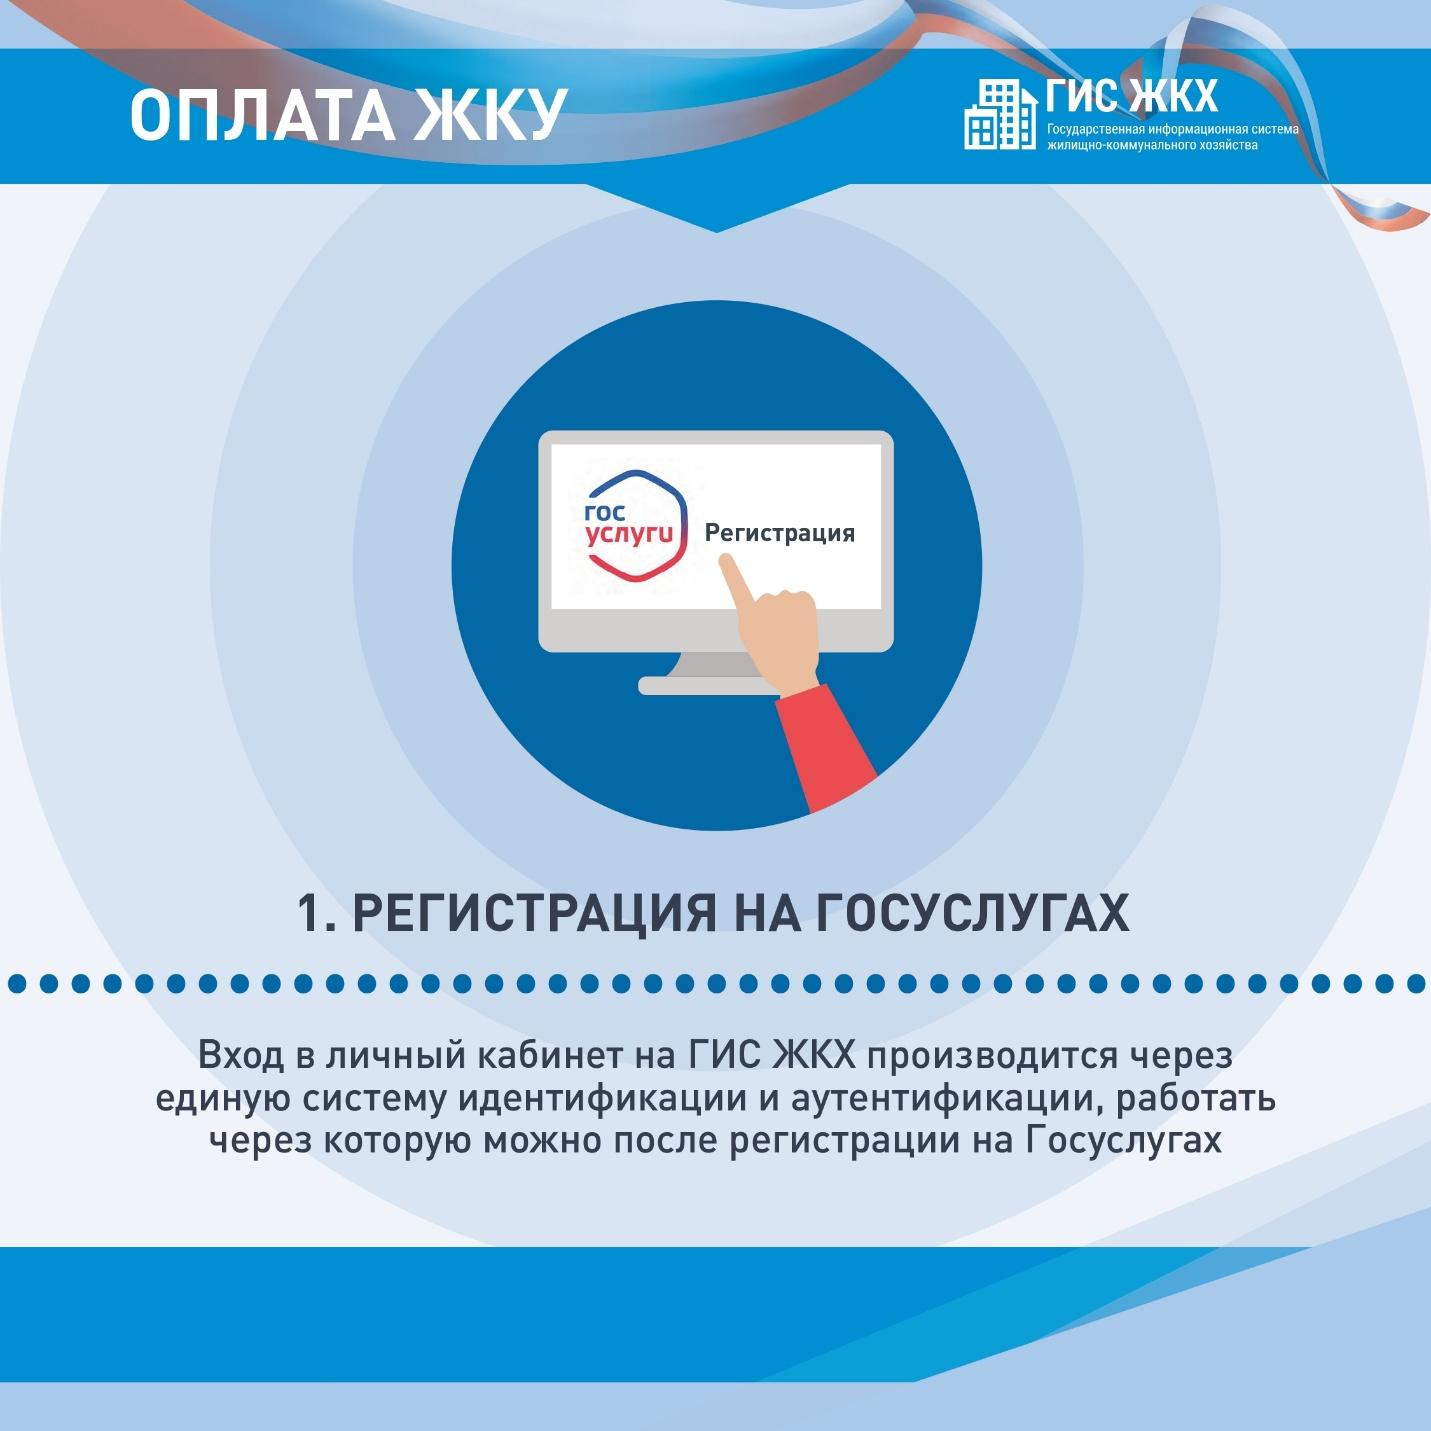 ОПЛАТА ЖКУ
ГИС ЖКХ
Государственная информационная система
жилищно-коммунального хозяйства
гос
услуги
Регистрация
1. РЕГИСТРАЦИЯ НА ГОСУСЛУГАХ
Вход в личный кабинет на ГИС ЖКХ производится через
единую систему идентификации и аутентификации, работать
через которую можно после регистрации на Госуслугах